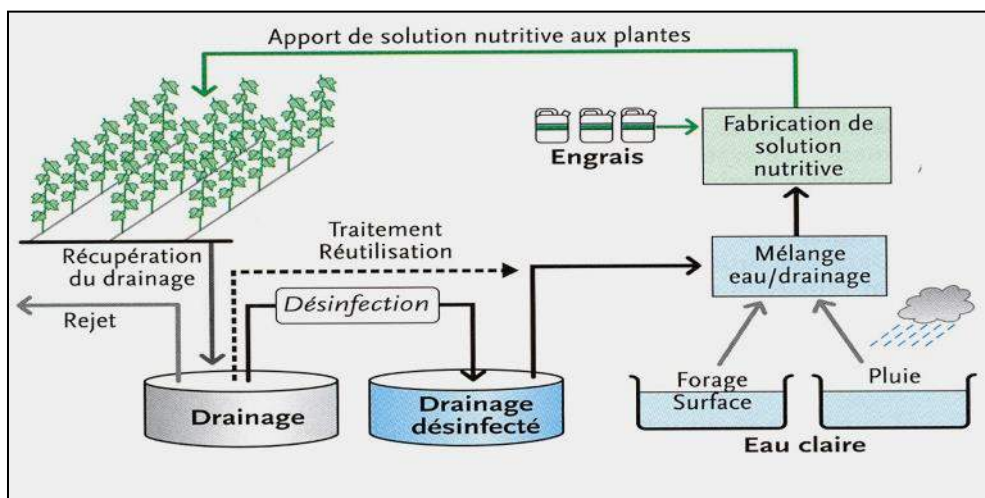 Apport de solution nutritive aux plantes
Engrais
Fabrication de
solution
nutritive
Traitement
Réutilisation
Récupération
du drainage
Mélange
eau/drainage
Rejet
Désinfection
Drainage
Drainage
désinfecté
Forage
Surface
Pluie
Eau claire